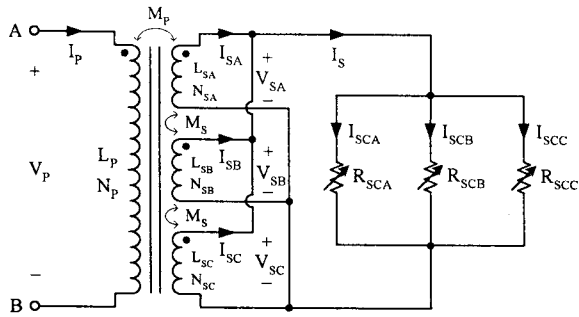 M_P
A
I_P
I_SA
I_S
+
L_SA
N_SA
+
V_SA
−
M_S
I_SCA
I_SCB
I_SCC
L_P
N_P
V_P
L_SB
N_SB
I_SB
+
V_SB
−
R_SCA
R_SCB
R_SCC
M_S
L_SC
N_SC
I_SC
+
V_SC
−
−
B